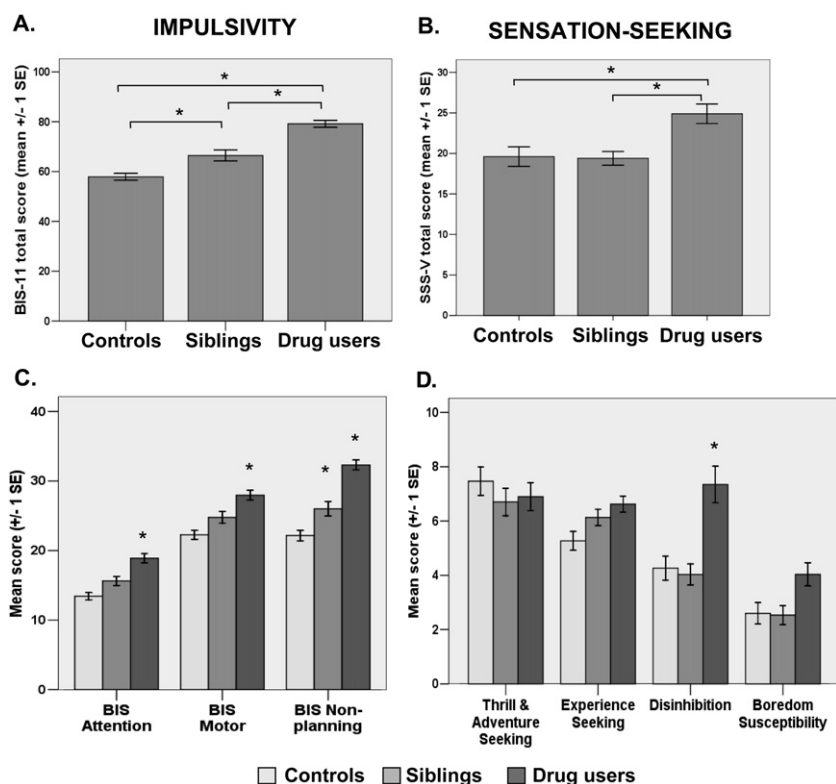 A.
IMPULSIVITY
BIS-11 total score (mean +/- 1 SE)
100
80
60
40
20
0
*
*
*
Controls
Siblings
Drug users
B.
SENSATION-SEEKING
SSS-V total score (mean +/- 1 SE)
30
25
20
15
10
5
0
*
*
Controls
Siblings
Drug users
C.
Mean score (+/- 1 SE)
40
30
20
10
0
*
*
*
*
BIS
Attention
BIS
Motor
BIS Non-
planning
D.
Mean score (+/- 1 SE)
10
8
6
4
2
0
*
Thrill &
Adventure
Seeking
Experience
Seeking
Disinhibition
Boredom
Susceptibility
Controls
Siblings
Drug users